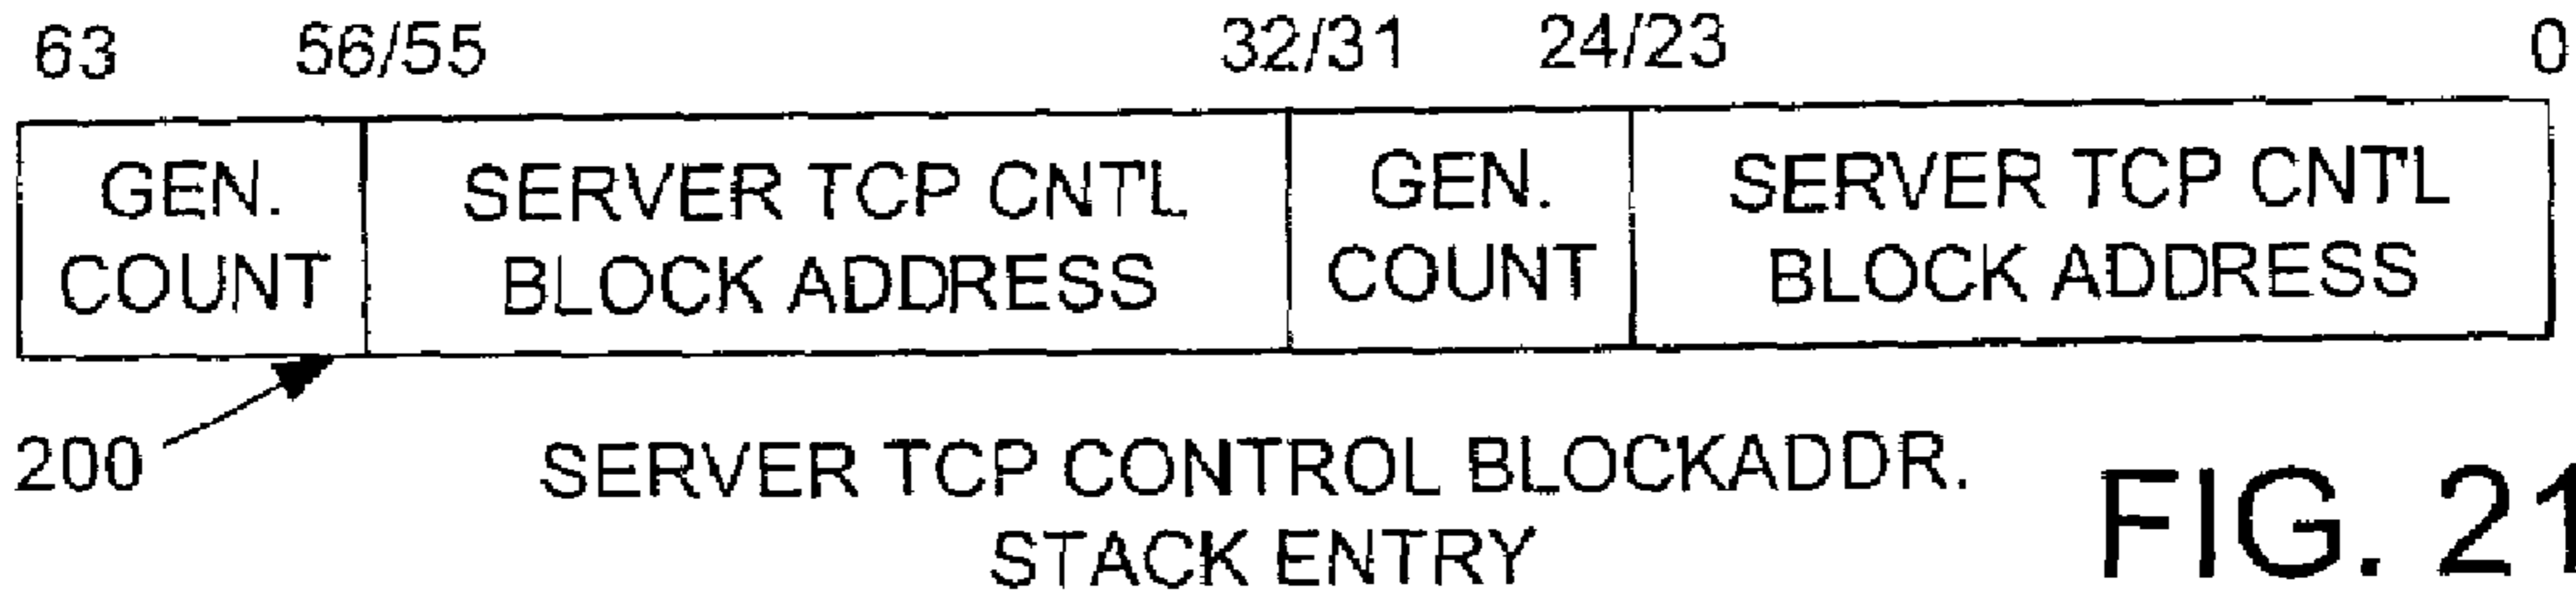 63 56/55 32/31 24/23 0
GEN. COUNT
SERVER TCP CNTL BLOCK ADDRESS
GEN. COUNT
SERVER TCP CNTL BLOCK ADDRESS
200
SERVER TCP CONTROL BLOCKADDR.
STACK ENTRY
FIG. 21